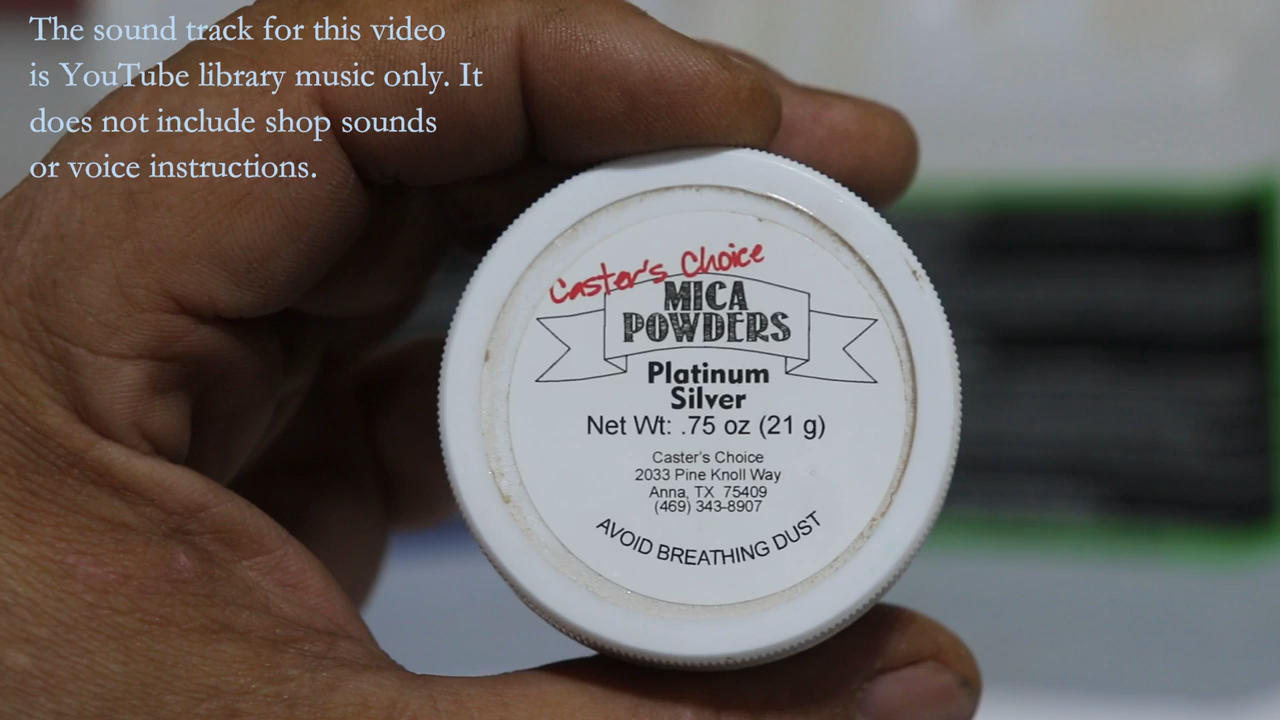 The sound track for this video
is YouTube library music only. It
does not include shop sounds
or voice instructions.
Caster's Choice
MICA
POWDERS
Platinum
Silver
Net Wt: .75 oz (21 g)
Caster's Choice
2033 Pine Knoll Way
Anna, TX 75409
(469) 343-8907
AVOID BREATHING DUST